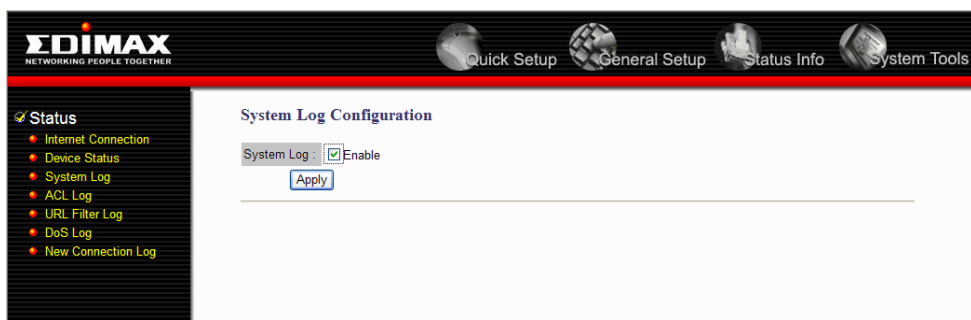 EDIMAX
NETWORKING PEOPLE TOGETHER
Quick Setup
General Setup
Status Info
System Tools
Status
Internet Connection
Device Status
System Log
ACL Log
URL Filter Log
DoS Log
New Connection Log
System Log Configuration
System Log : Enable
Apply